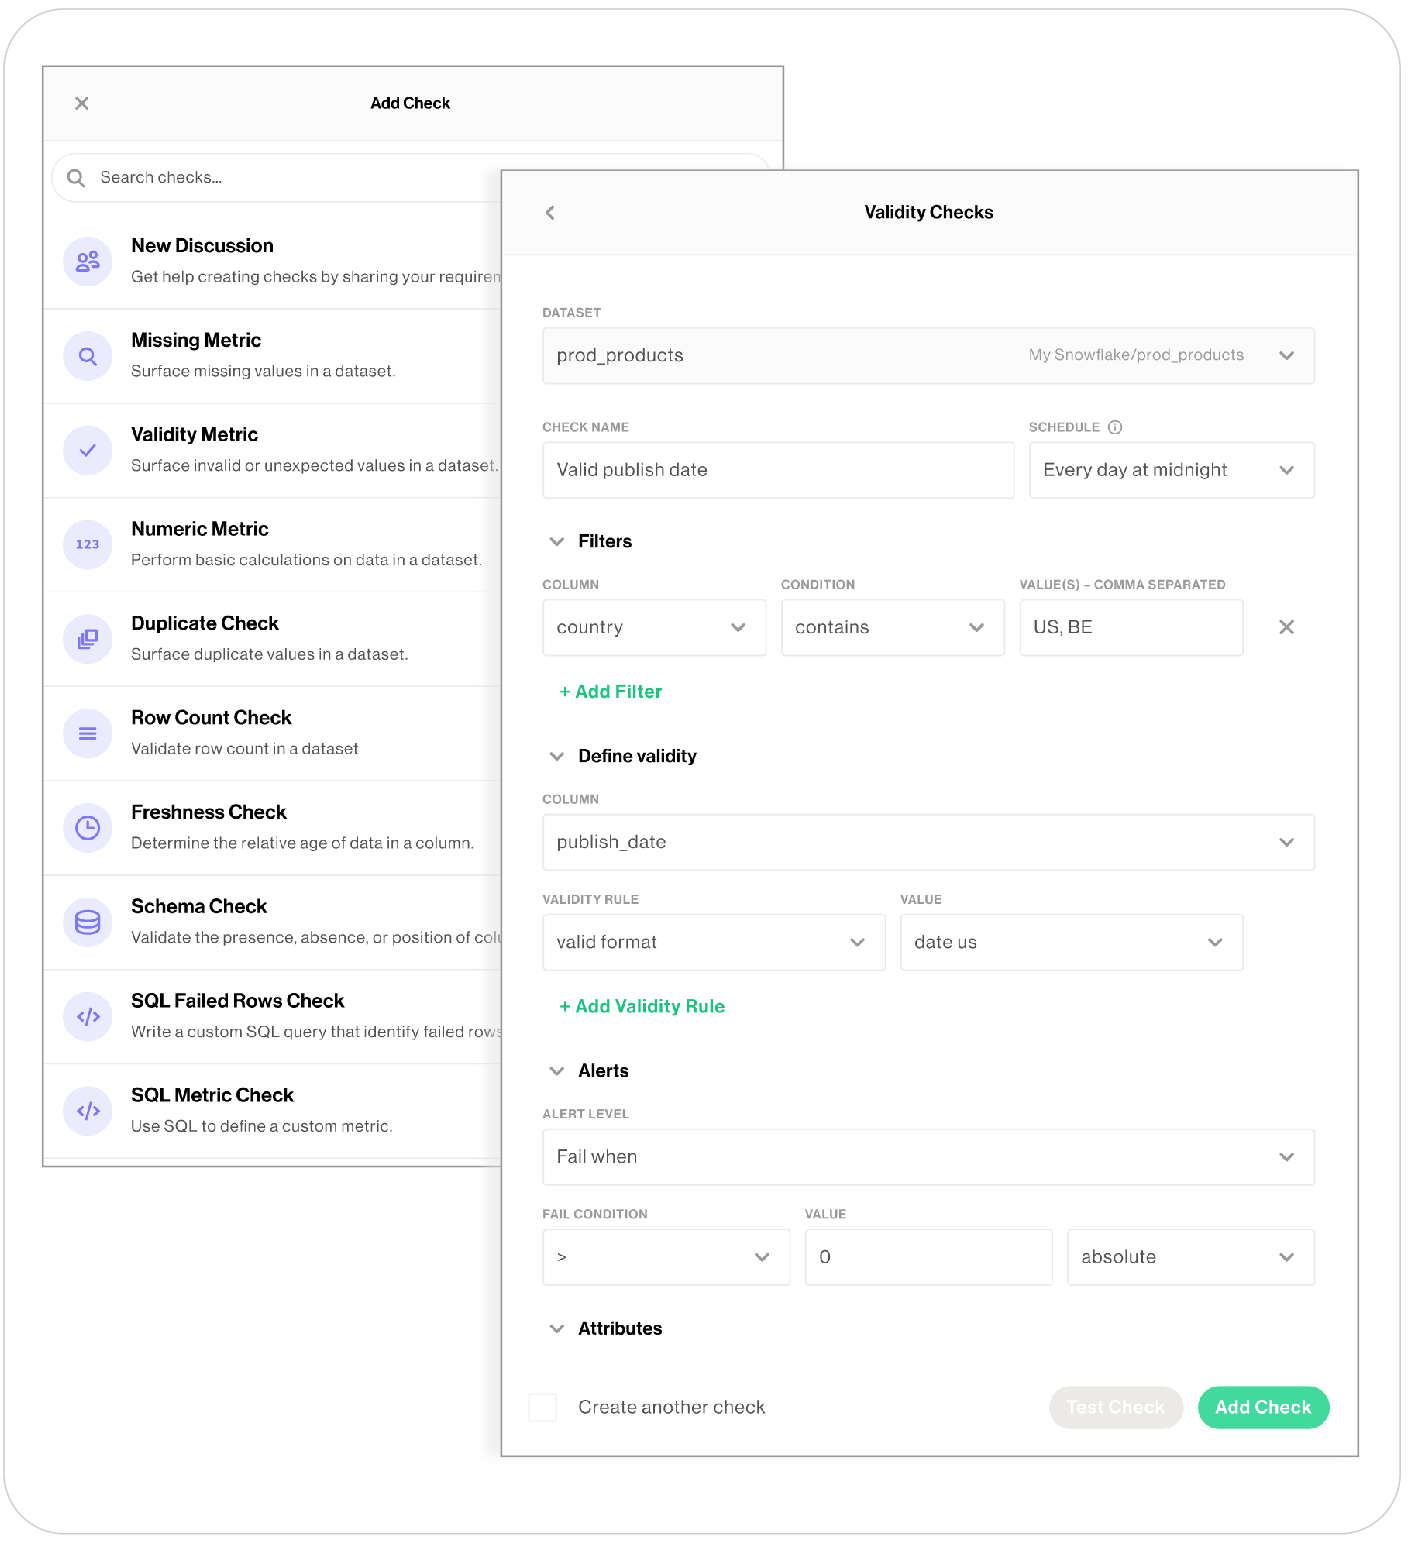 Add Check
Search checks...
New Discussion
Get help creating checks by sharing your
Missing Metric
Surface missing values in a dataset.
Validity Metric
Surface invalid or unexpected values in a dataset.
123
Numeric Metric
Perform basic calculations on data in a dataset.
Duplicate Check
Surface duplicate values in a dataset.
Row Count Check
Validate row count in a dataset
Freshness Check
Determine the relative age of data in a column.
Schema Check
Validate the presence, absence, or position of
</>
SQL Failed Rows Check
Write a custom SQL query that identify failed rows
</>
SQL Metric Check
Use SQL to define a custom metric.
Validity Checks
DATASET
prod_products My Snowflake/prod_products
CHECK NAME SCHEDULE
Valid publish date Every day at midnight
Filters
COLUMN CONDITION VALUE(S) – COMMA SEPARATED
country contains US, BE
+ Add Filter
Define validity
COLUMN
publish_date
VALIDITY RULE VALUE
valid format date us
+ Add Validity Rule
Alerts
ALERT LEVEL
Fail when
FAIL CONDITION VALUE
> 0 absolute
Attributes
Create another check Test Check Add Check